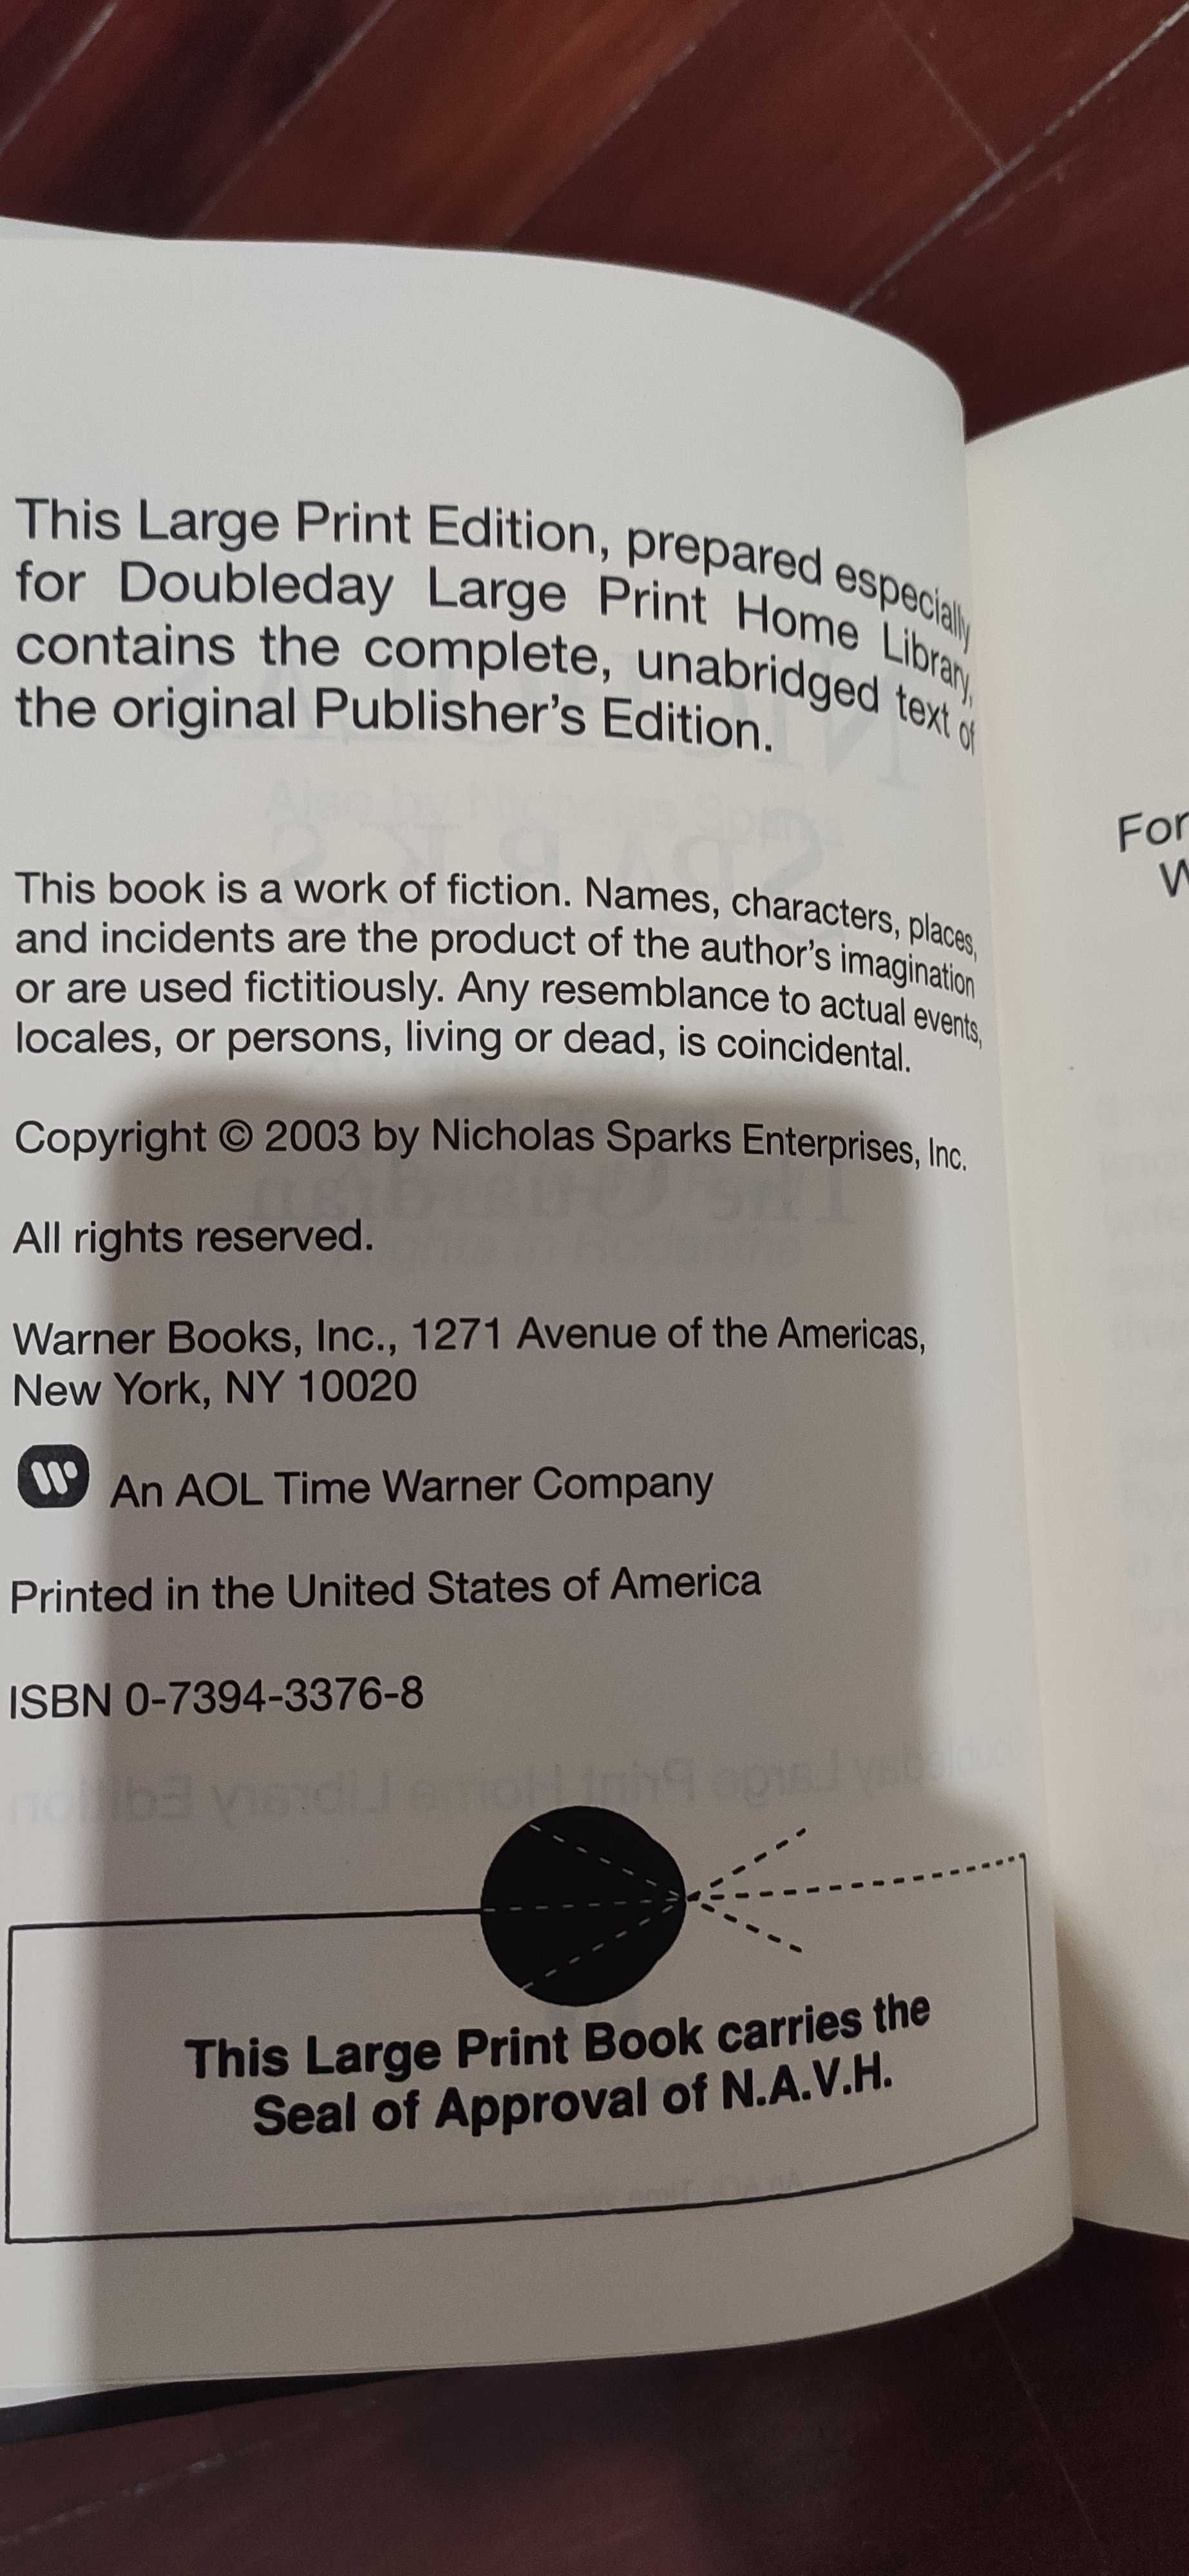 This Large Print Edition, prepared especially
for Doubleday Large Print Home Library,
contains the complete, unabridged text of
the original Publisher's Edition.
This book is a work of fiction. Names, characters, places,
and incidents are the product of the author's imagination
or are used fictitiously. Any resemblance to actual events,
locales, or persons, living or dead, is coincidental.
Copyright © 2003 by Nicholas Sparks Enterprises, Inc.
All rights reserved.
Warner Books, Inc., 1271 Avenue of the Americas,
New York, NY 10020
W An AOL Time Warner Company
Printed in the United States of America
ISBN 0-7394-3376-8
This Large Print Book carries the
Seal of Approval of N.A.V.H.
For